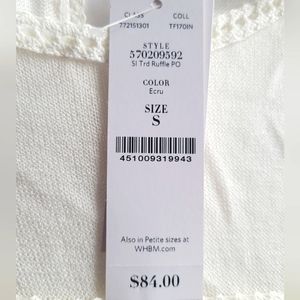 CLASS COLL
772151301 TF170IN
STYLE
570209592
Sl Trd Ruffle PO
COLOR
Ecru
SIZE
S
451009319943
Also in Petite sizes at
WHBM.com
$84.00